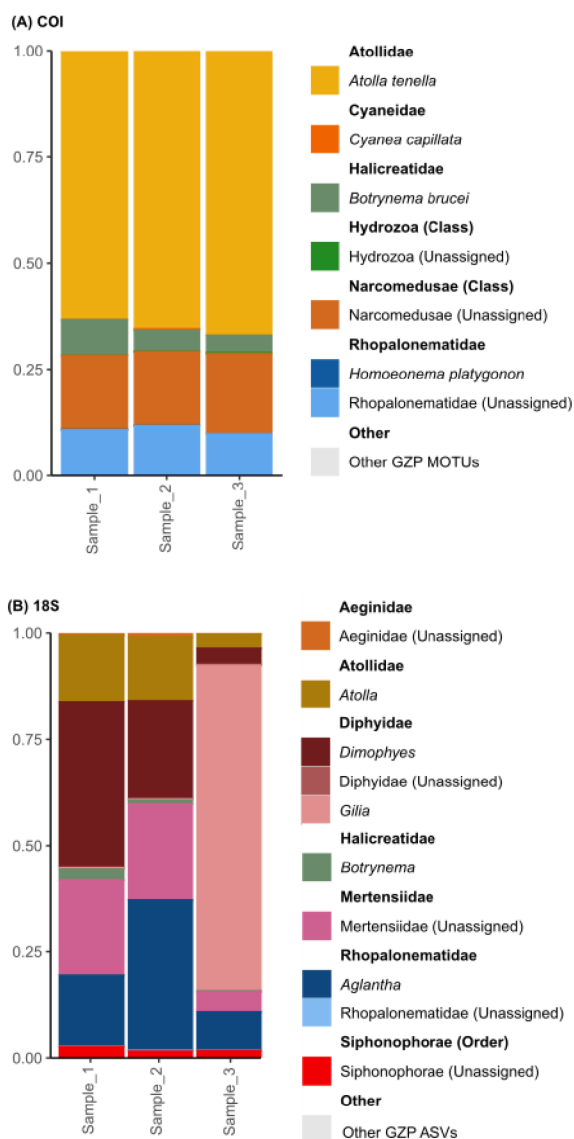 (A) COI
1.00
0.75
0.50
0.25
0.00
Sample_1
Sample_2
Sample_3
Atollidae
Atolla tenella
Cyaneidae
Cyanea capillata
Halicreatidae
Botrynema brucei
Hydrozoa (Class)
Hydrozoa (Unassigned)
Narcomedusae (Class)
Narcomedusae (Unassigned)
Rhopalonematidae
Homoeonema platygonon
Rhopalonematidae (Unassigned)
Other
Other GZP MOTUs
(B) 18S
1.00
0.75
0.50
0.25
0.00
Sample_1
Sample_2
Sample_3
Aeginidae
Aeginidae (Unassigned)
Atollidae
Atolla
Diphyidae
Dimophyes
Diphyidae (Unassigned)
Gilia
Halicreatidae
Botrynema
Mertensiidae
Mertensiidae (Unassigned)
Rhopalonematidae
Aglantha
Rhopalonematidae (Unassigned)
Siphonophorae (Order)
Siphonophorae (Unassigned)
Other
Other GZP ASVs